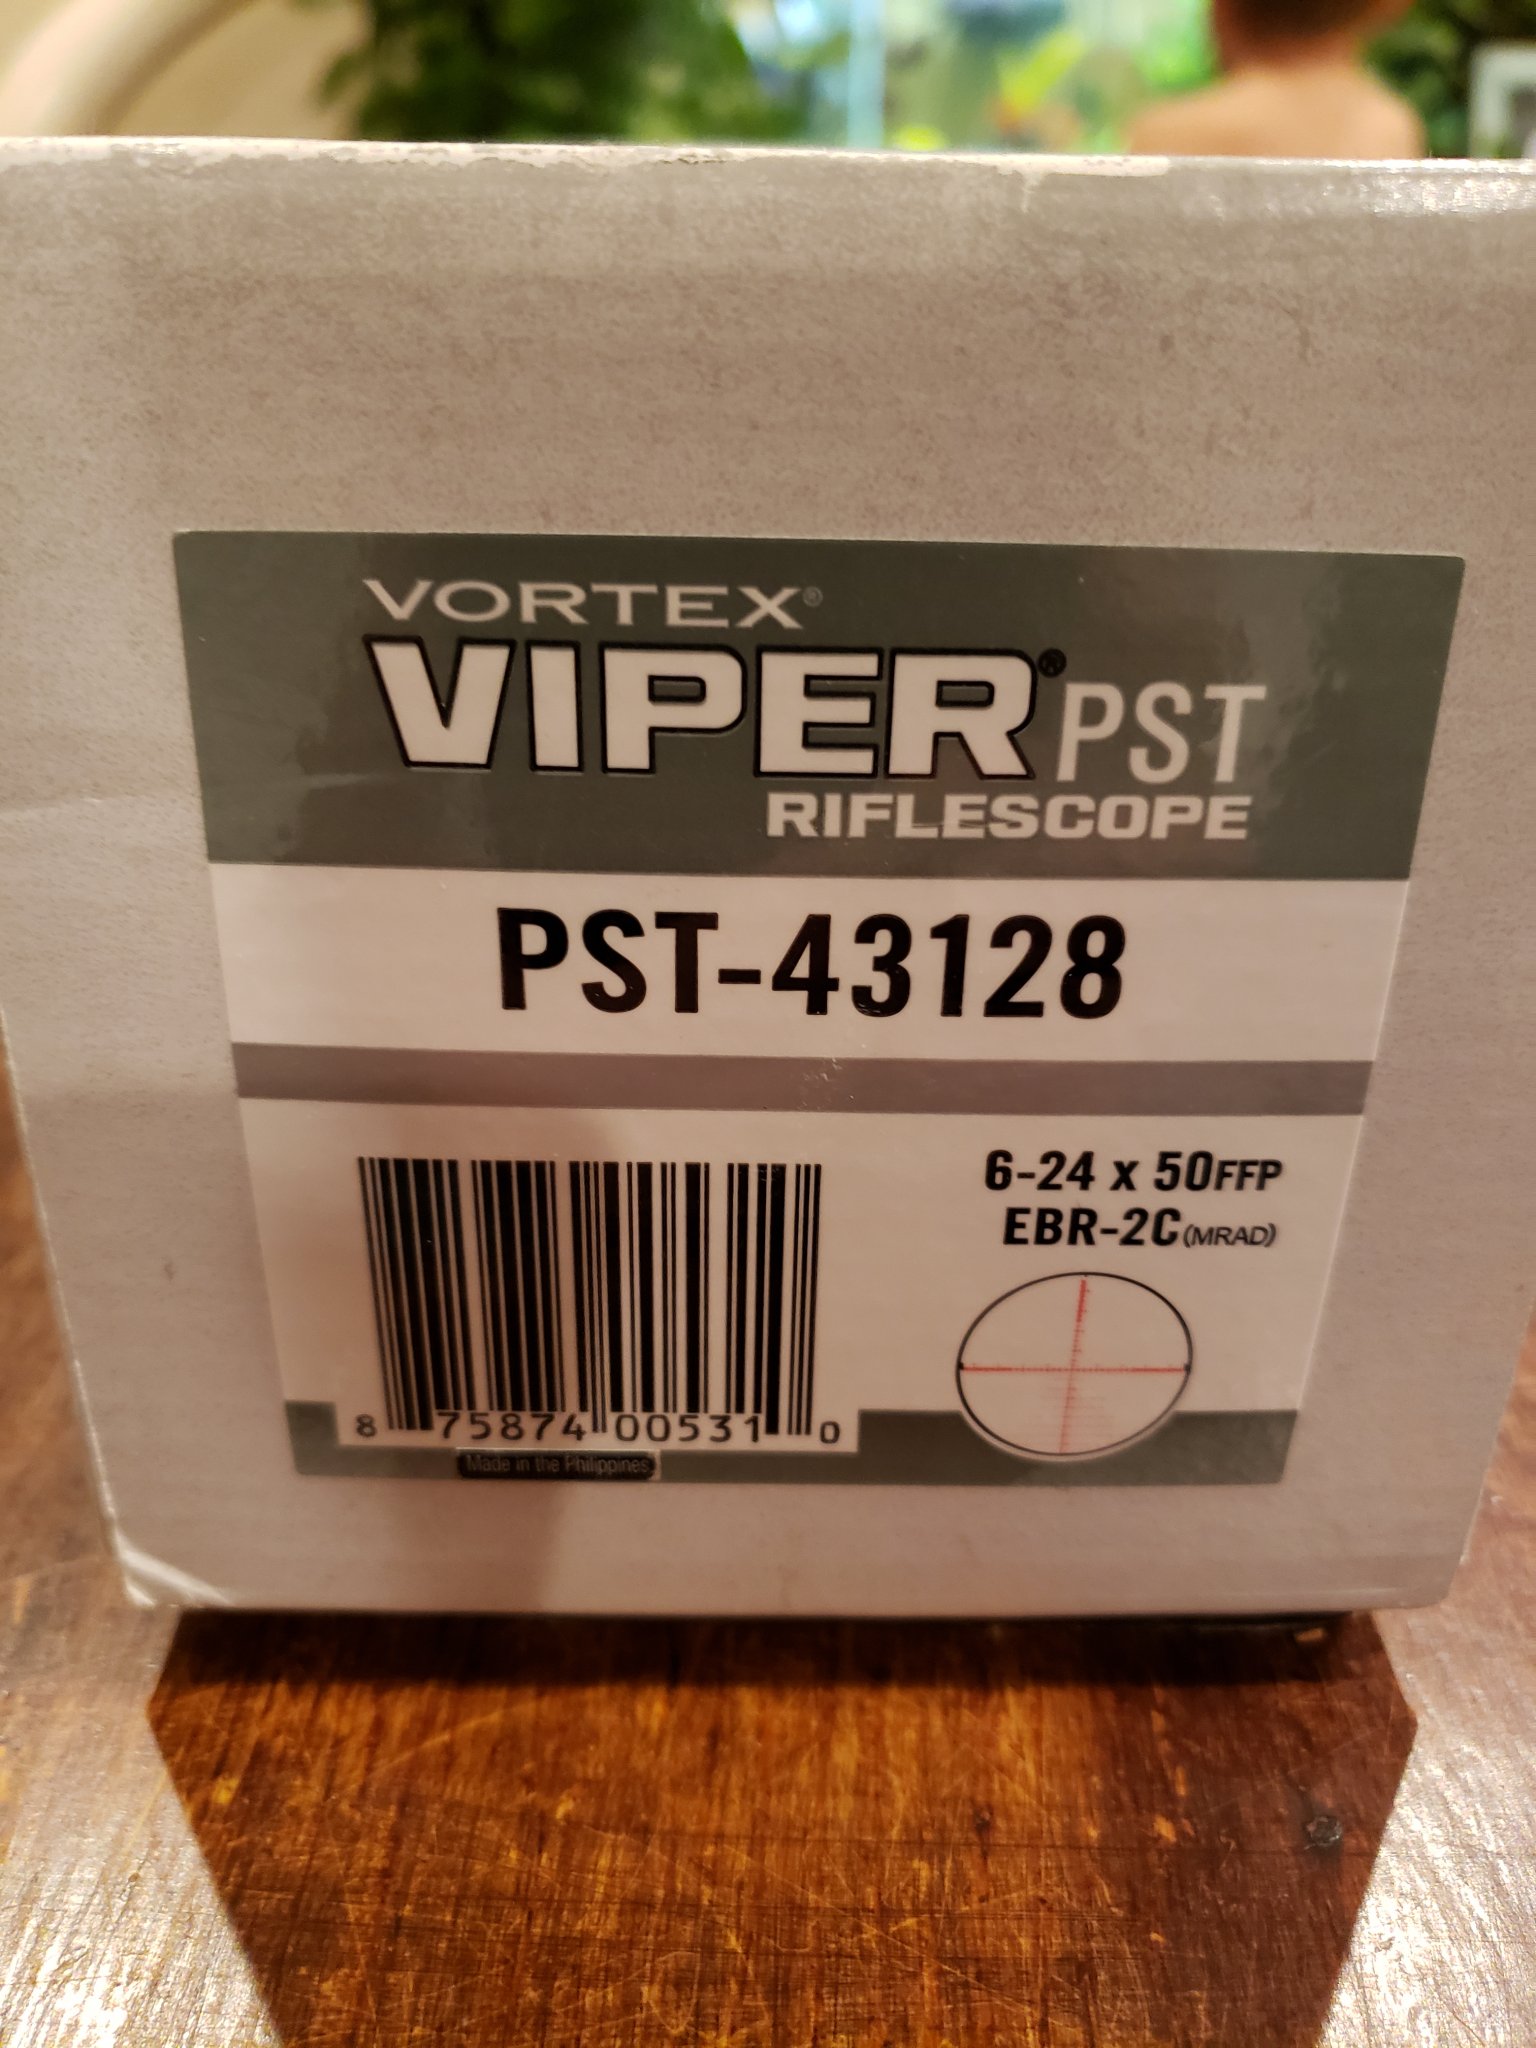 VORTEX®
VIPER® PST
RIFLESCOPE
PST-43128
6-24 x 50FFP
EBR-2C(MRAD)
8 75874 00531 0
Made in the Philippines